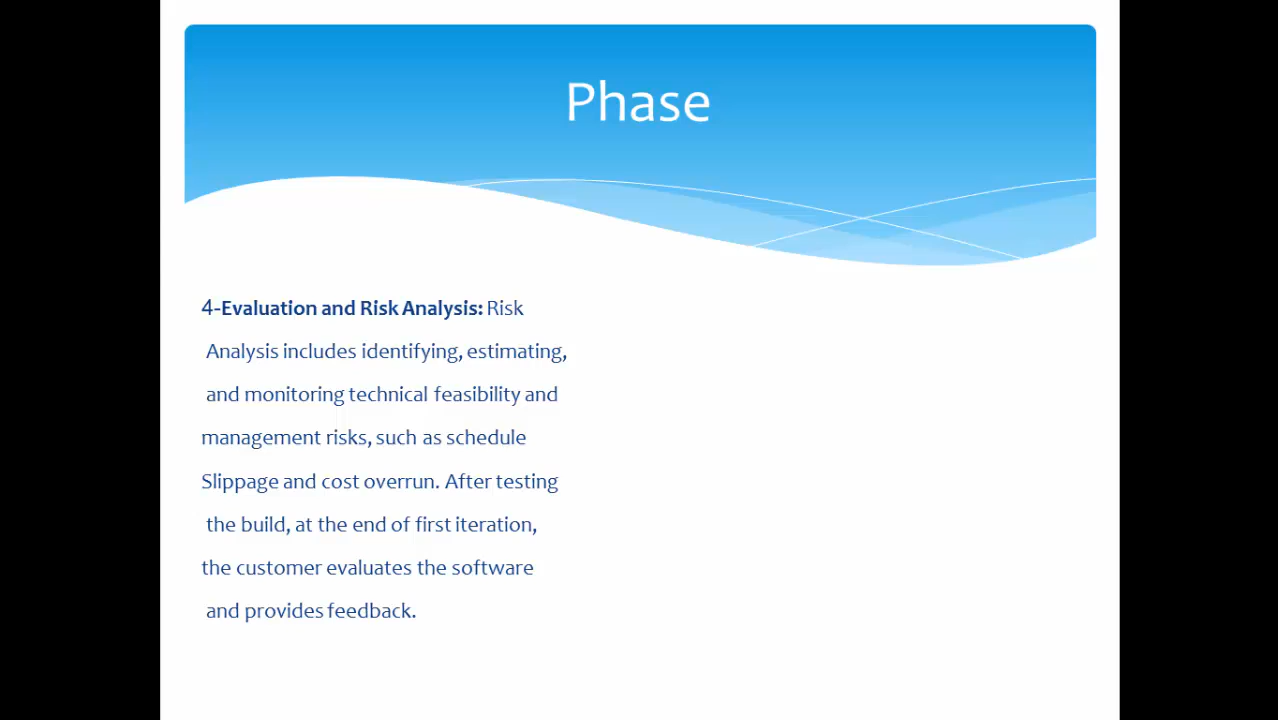 Phase
4-Evaluation and Risk Analysis: Risk
Analysis includes identifying, estimating,
and monitoring technical feasibility and
management risks, such as schedule
Slippage and cost overrun. After testing
the build, at the end of first iteration,
the customer evaluates the software
and provides feedback.